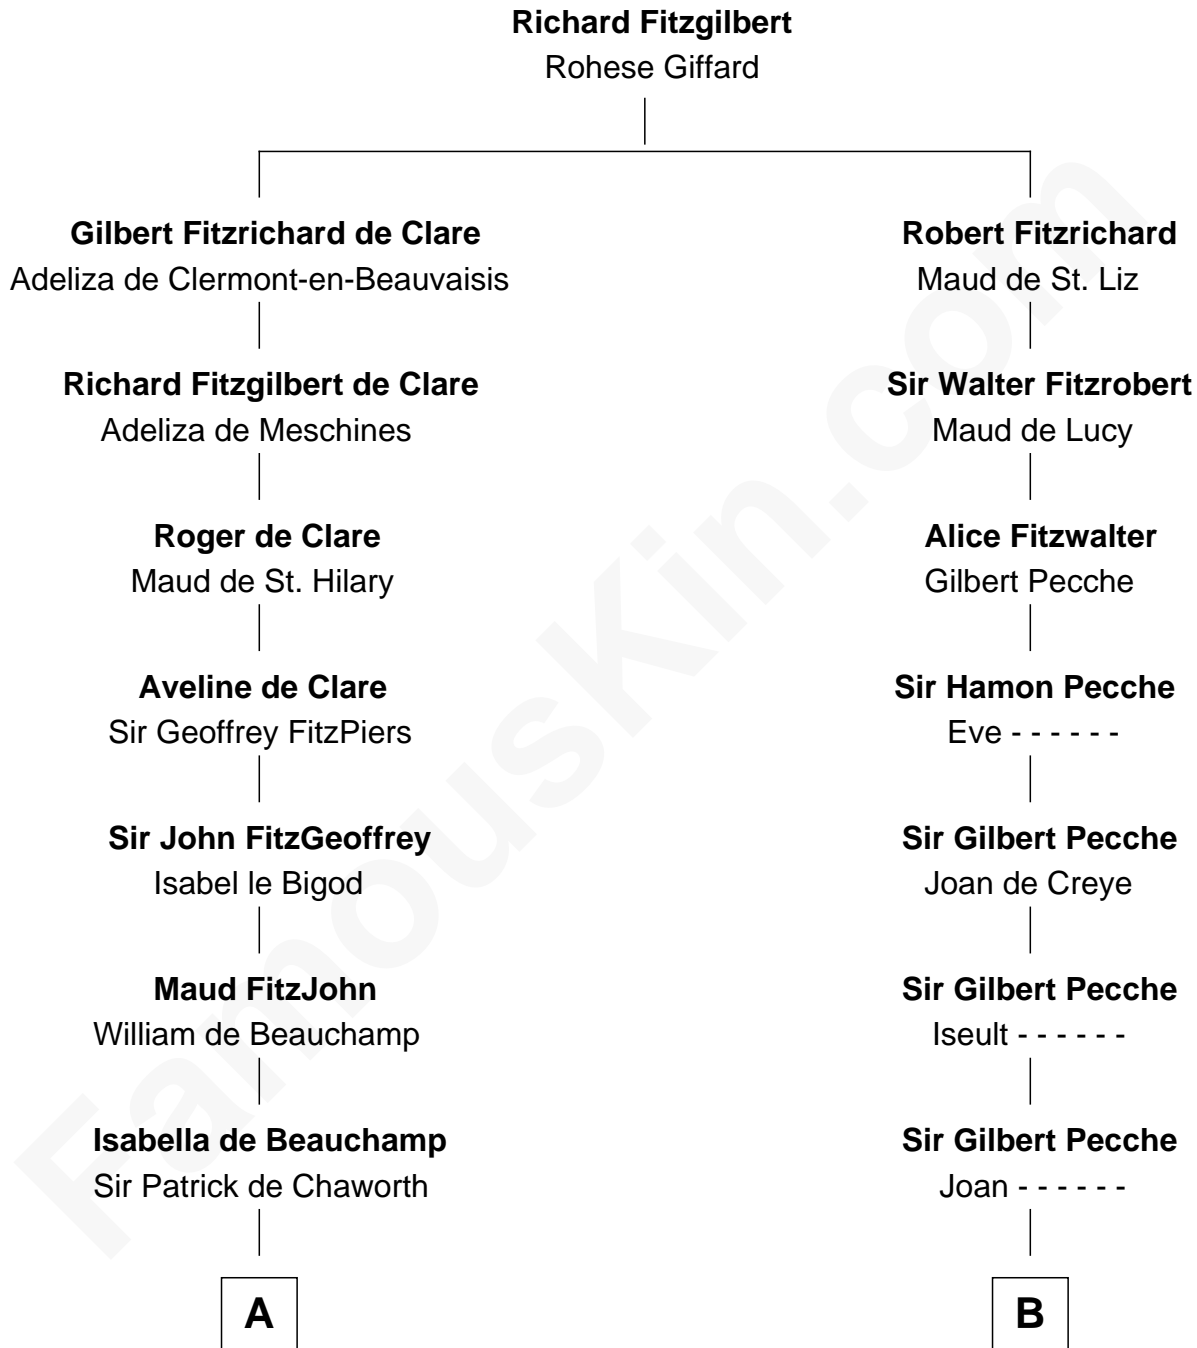 Richard Fitzgilbert
Rohese Giffard
Gilbert Fitzrichard de Clare
Adeliza de Clermont-en-Beauvaisis
Robert Fitzrichard
Maud de St. Liz
Richard Fitzgilbert de Clare
Adeliza de Meschines
Sir Walter Fitzrobert
Maud de Lucy
Roger de Clare
Maud de St. Hilary
Alice Fitzwalter
Gilbert Pecche
Aveline de Clare
Sir Geoffrey FitzPiers
Sir Hamon Pecche
Eve - - - - - -
Sir John FitzGeoffrey
Isabel le Bigod
Sir Gilbert Pecche
Joan de Creye
Maud FitzJohn
William de Beauchamp
Sir Gilbert Pecche
Iseult - - - - - -
Isabella de Beauchamp
Sir Patrick de Chaworth
Sir Gilbert Pecche
Joan - - - - - -
A
B
FamousKin.com